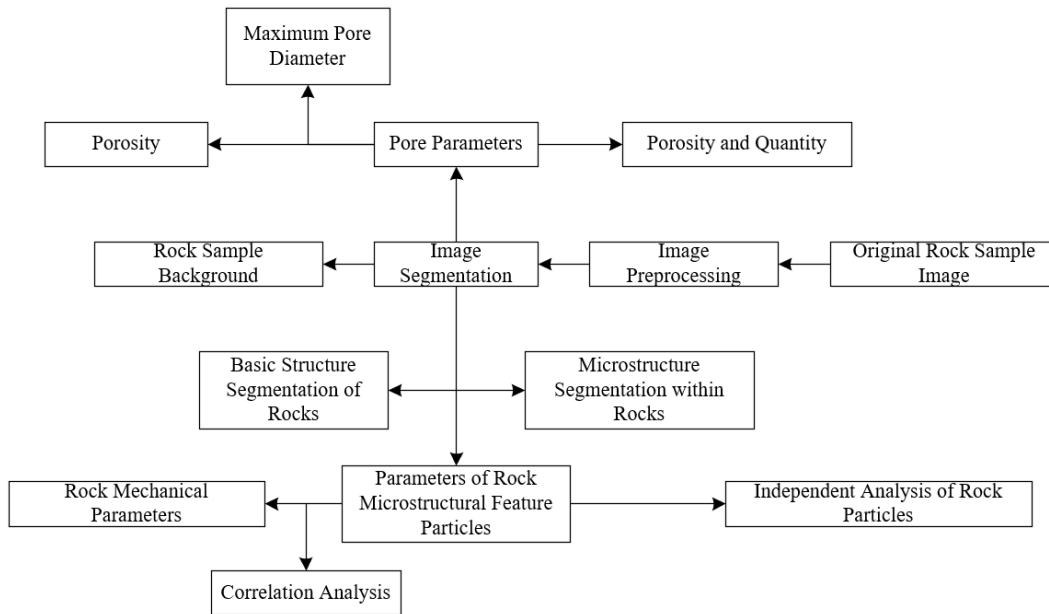 Maximum Pore
Diameter
Porosity
Pore Parameters
Porosity and Quantity
Rock Sample
Background
Image
Segmentation
Image
Preprocessing
Original Rock Sample
Image
Basic Structure
Segmentation of
Rocks
Microstructure
Segmentation within
Rocks
Rock Mechanical
Parameters
Parameters of Rock
Microstructural Feature
Particles
Independent Analysis of Rock
Particles
Correlation Analysis